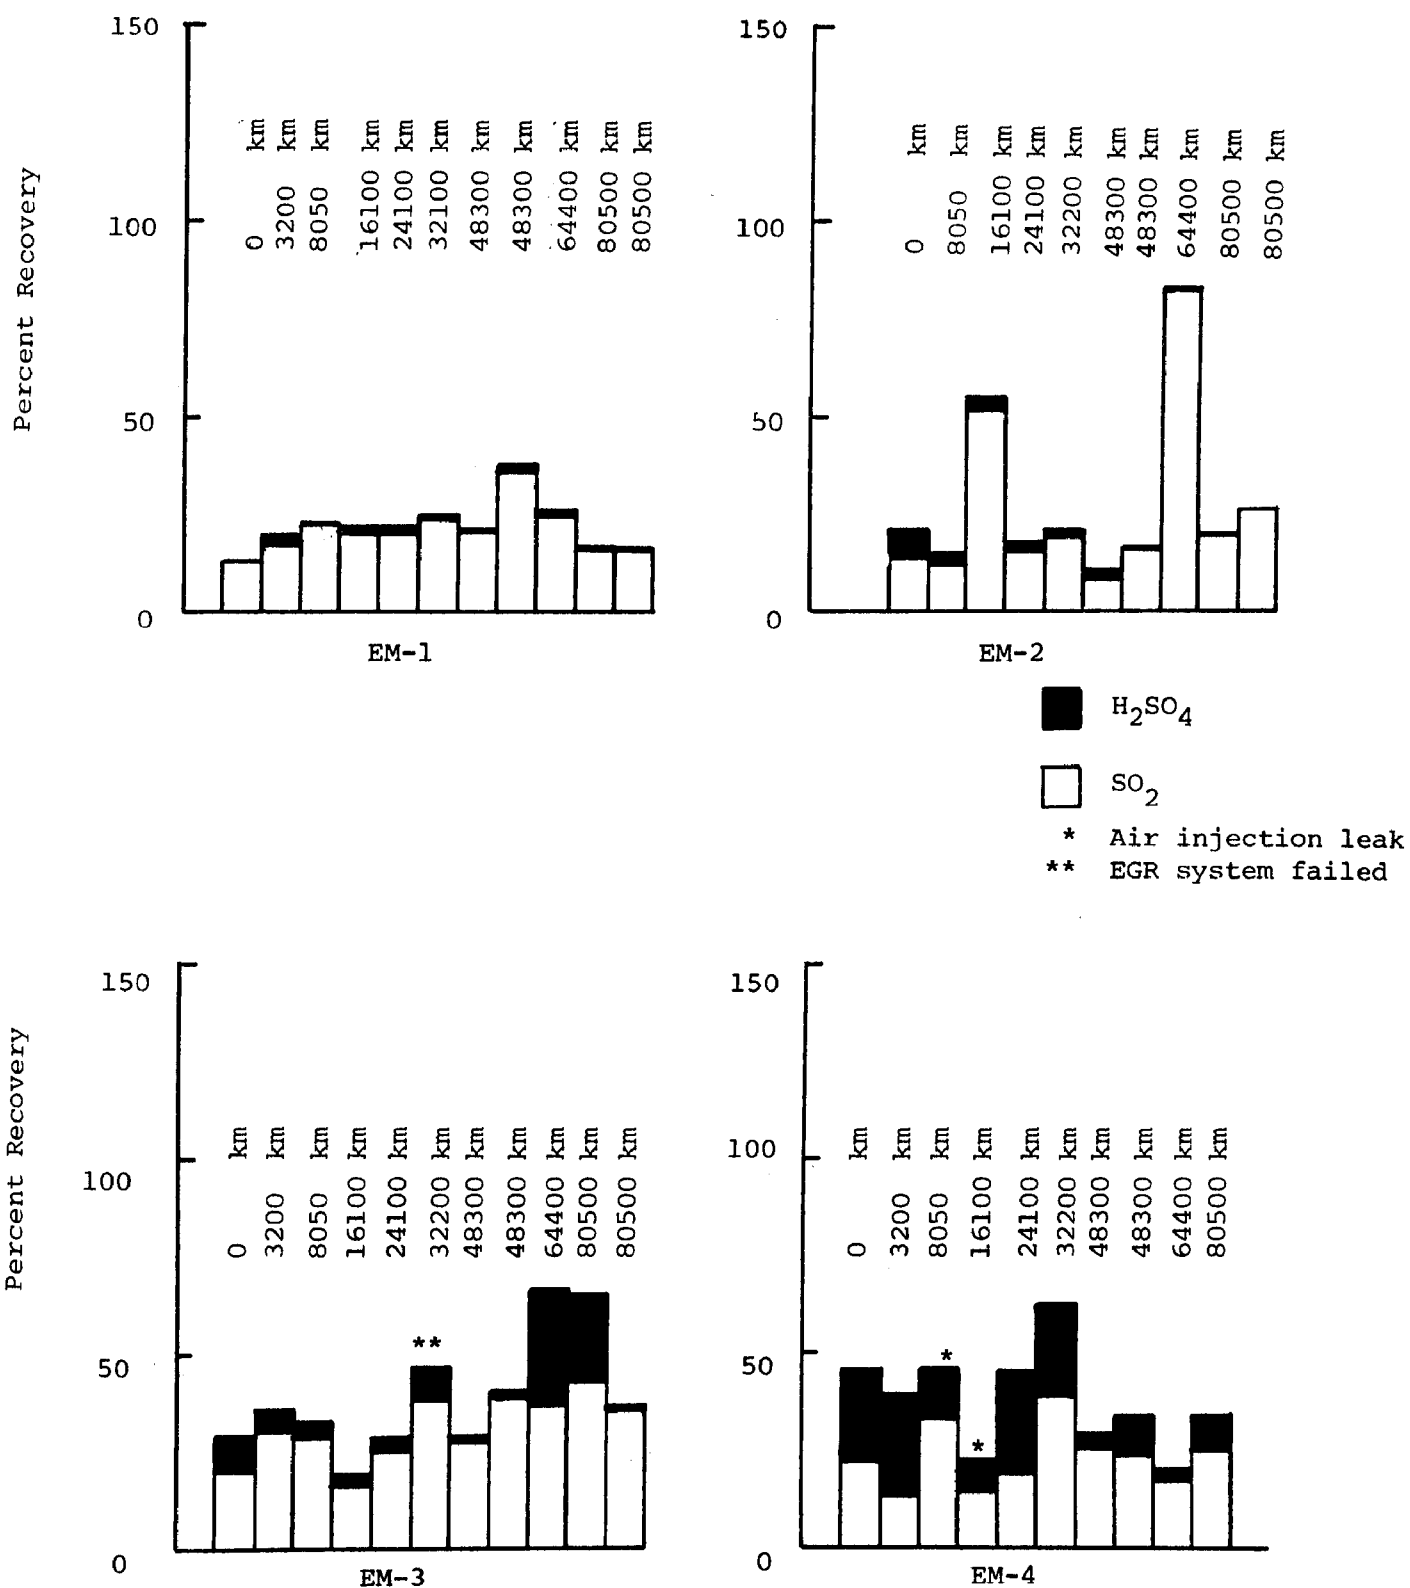 150
100
50
0
Percent Recovery
0 km
3200 km
8050 km
16100 km
24100 km
32100 km
48300 km
48300 km
64400 km
80500 km
80500 km
EM-1
150
100
50
0
0 km
8050 km
16100 km
24100 km
32200 km
48300 km
48300 km
64400 km
80500 km
80500 km
EM-2
H2SO4
SO2
* Air injection leak
** EGR system failed
150
100
50
0
Percent Recovery
0 km
3200 km
8050 km
16100 km
24100 km
32200 km
48300 km
48300 km
64400 km
80500 km
80500 km
**
EM-3
150
100
50
0
0 km
3200 km
8050 km
16100 km
24100 km
32200 km
48300 km
48300 km
64400 km
80500 km
*
*
EM-4